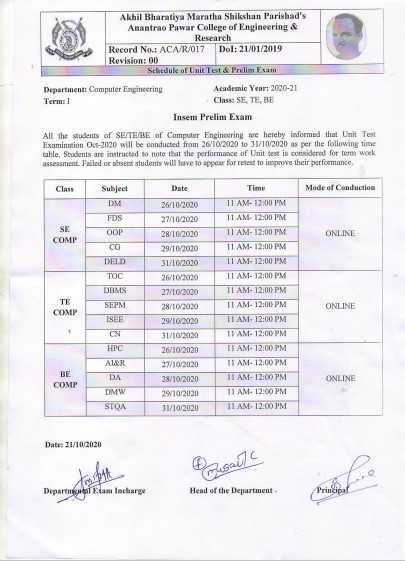 Akhil Bharatiya Maratha Shikshan Parishad's
Anantrao Pawar College of Engineering &
Research
Record No.: ACA/R/017 DoI: 21/01/2019
Revision: 00
Schedule of Unit Test & Prelim Exam
Department: Computer Engineering Academic Year: 2020-21
Term: I Class: SE, TE, BE
Insem Prelim Exam
All the students of SE/TE/BE of Computer Engineering are hereby informed that Unit Test
Examination Oct-2020 will be conducted from 26/10/2020 to 31/10/2020 as per the following time
table. Students are instructed to note that the performance of Unit test is considered for term work
assessment. Failed or absent students will have to appear for retest to improve their performance.
Class Subject Date Time Mode of Conduction
SE COMP
DM 26/10/2020 11 AM- 12:00 PM
FDS 27/10/2020 11 AM- 12:00 PM
OOP 28/10/2020 11 AM- 12:00 PM
CG 29/10/2020 11 AM- 12:00 PM
DELD 31/10/2020 11 AM- 12:00 PM
ONLINE
TE COMP
TOC 26/10/2020 11 AM- 12:00 PM
DBMS 27/10/2020 11 AM- 12:00 PM
SEPM 28/10/2020 11 AM- 12:00 PM
ISEE 29/10/2020 11 AM- 12:00 PM
CN 31/10/2020 11 AM- 12:00 PM
ONLINE
BE COMP
HPC 26/10/2020 11 AM- 12:00 PM
AI&R 27/10/2020 11 AM- 12:00 PM
DA 28/10/2020 11 AM- 12:00 PM
DMW 29/10/2020 11 AM- 12:00 PM
STQA 31/10/2020 11 AM- 12:00 PM
ONLINE
Date: 21/10/2020
Departmental Exam Incharge Head of the Department - Principal